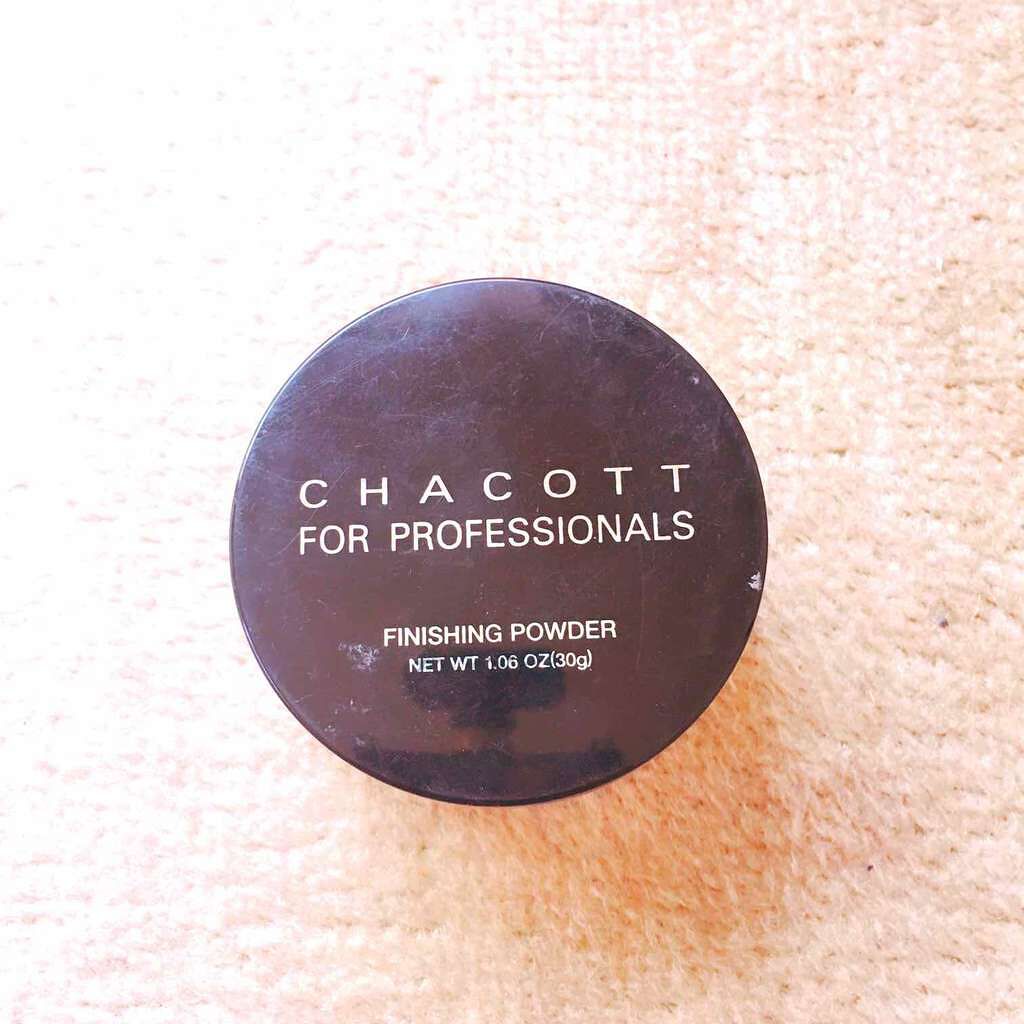 CHACOTT
FOR PROFESSIONALS
FINISHING POWDER
NET WT 1.06 OZ(30g)